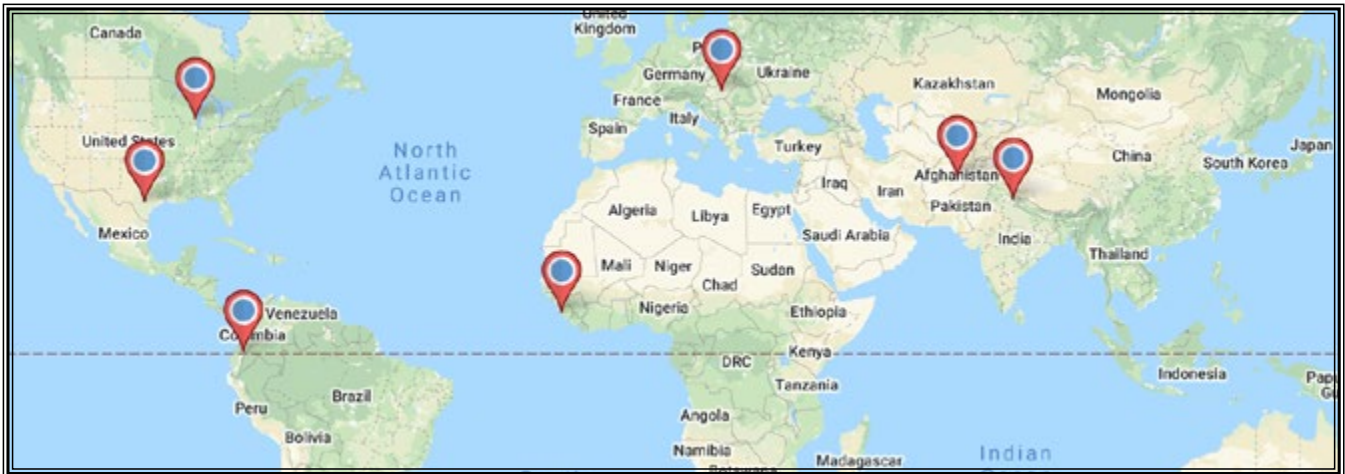 Canada
United
Kingdom
Germany
Ukraine
Kazakhstan
Mongolia
France
Italy
Spain
United States
North
Atlantic
Ocean
Turkey
China
Japan
South Korea
Afghanistan
Iraq
Iran
Pakistan
Algeria
Libya
Egypt
Mexico
Saudi Arabia
India
Thailand
Mali
Niger
Chad
Sudan
Venezuela
Nigeria
Ethiopia
Colombia
DRC
Kenya
Indonesia
Tanzania
Peru
Brazil
Angola
Bolivia
Namibia
Madagascar
Indian